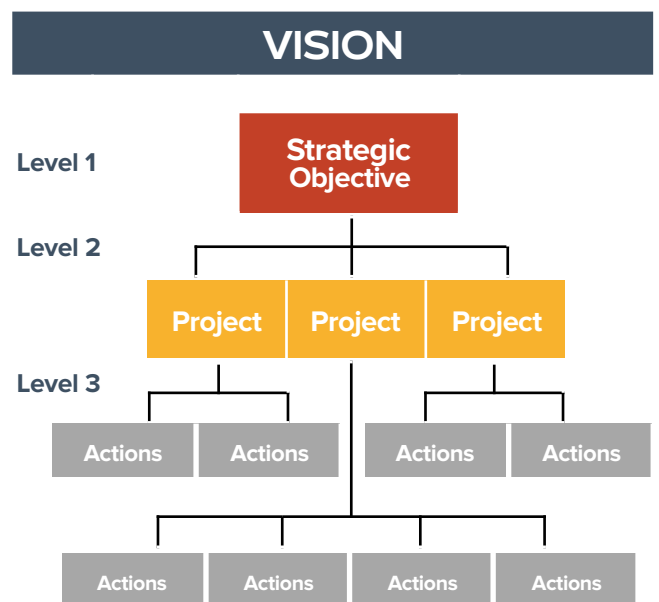 VISION
Level 1
Strategic
Objective
Level 2
Project Project Project
Level 3
Actions Actions Actions Actions
Actions Actions Actions Actions